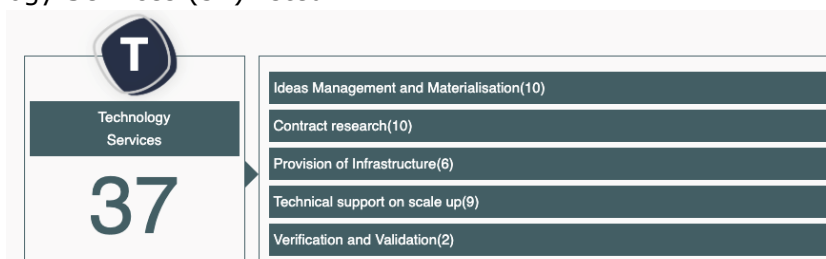 T
Technology
Services
37
Ideas Management and Materialisation(10)
Contract research(10)
Provision of Infrastructure(6)
Technical support on scale up(9)
Verification and Validation(2)